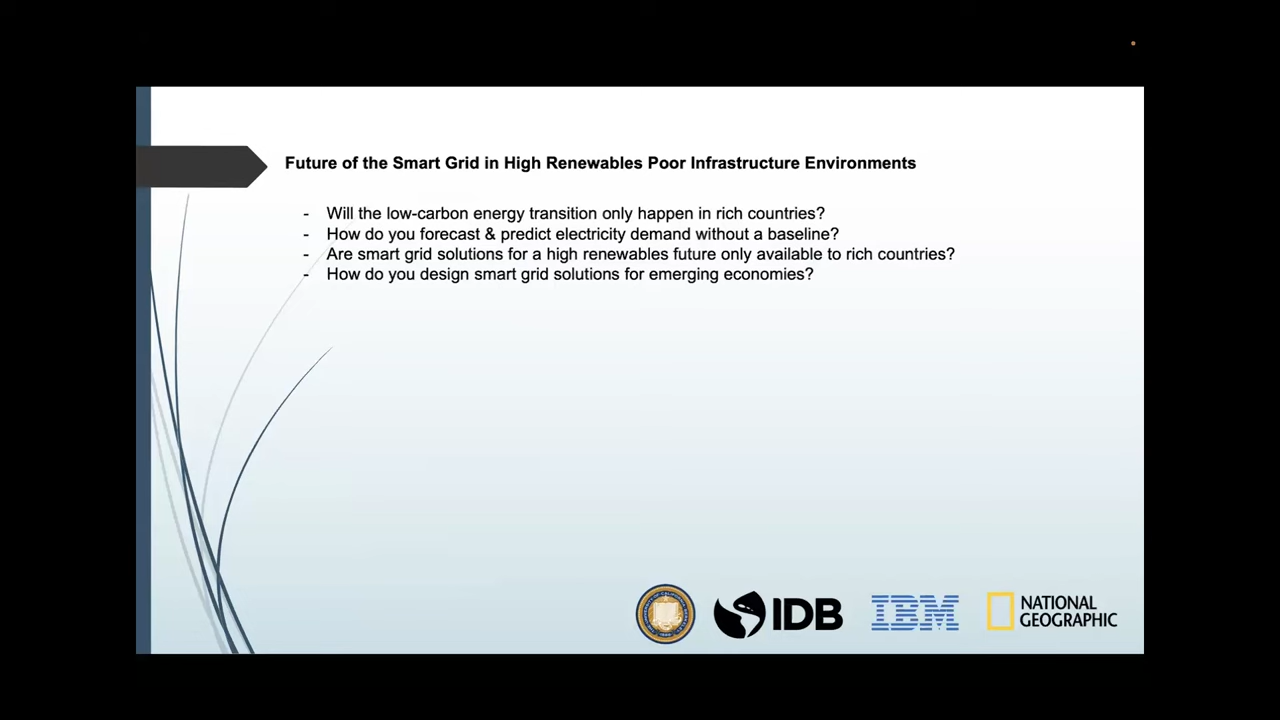 Future of the Smart Grid in High Renewables Poor Infrastructure Environments
- Will the low-carbon energy transition only happen in rich countries?
- How do you forecast & predict electricity demand without a baseline?
- Are smart grid solutions for a high renewables future only available to rich countries?
- How do you design smart grid solutions for emerging economies?
IDB
IBM
NATIONAL
GEOGRAPHIC